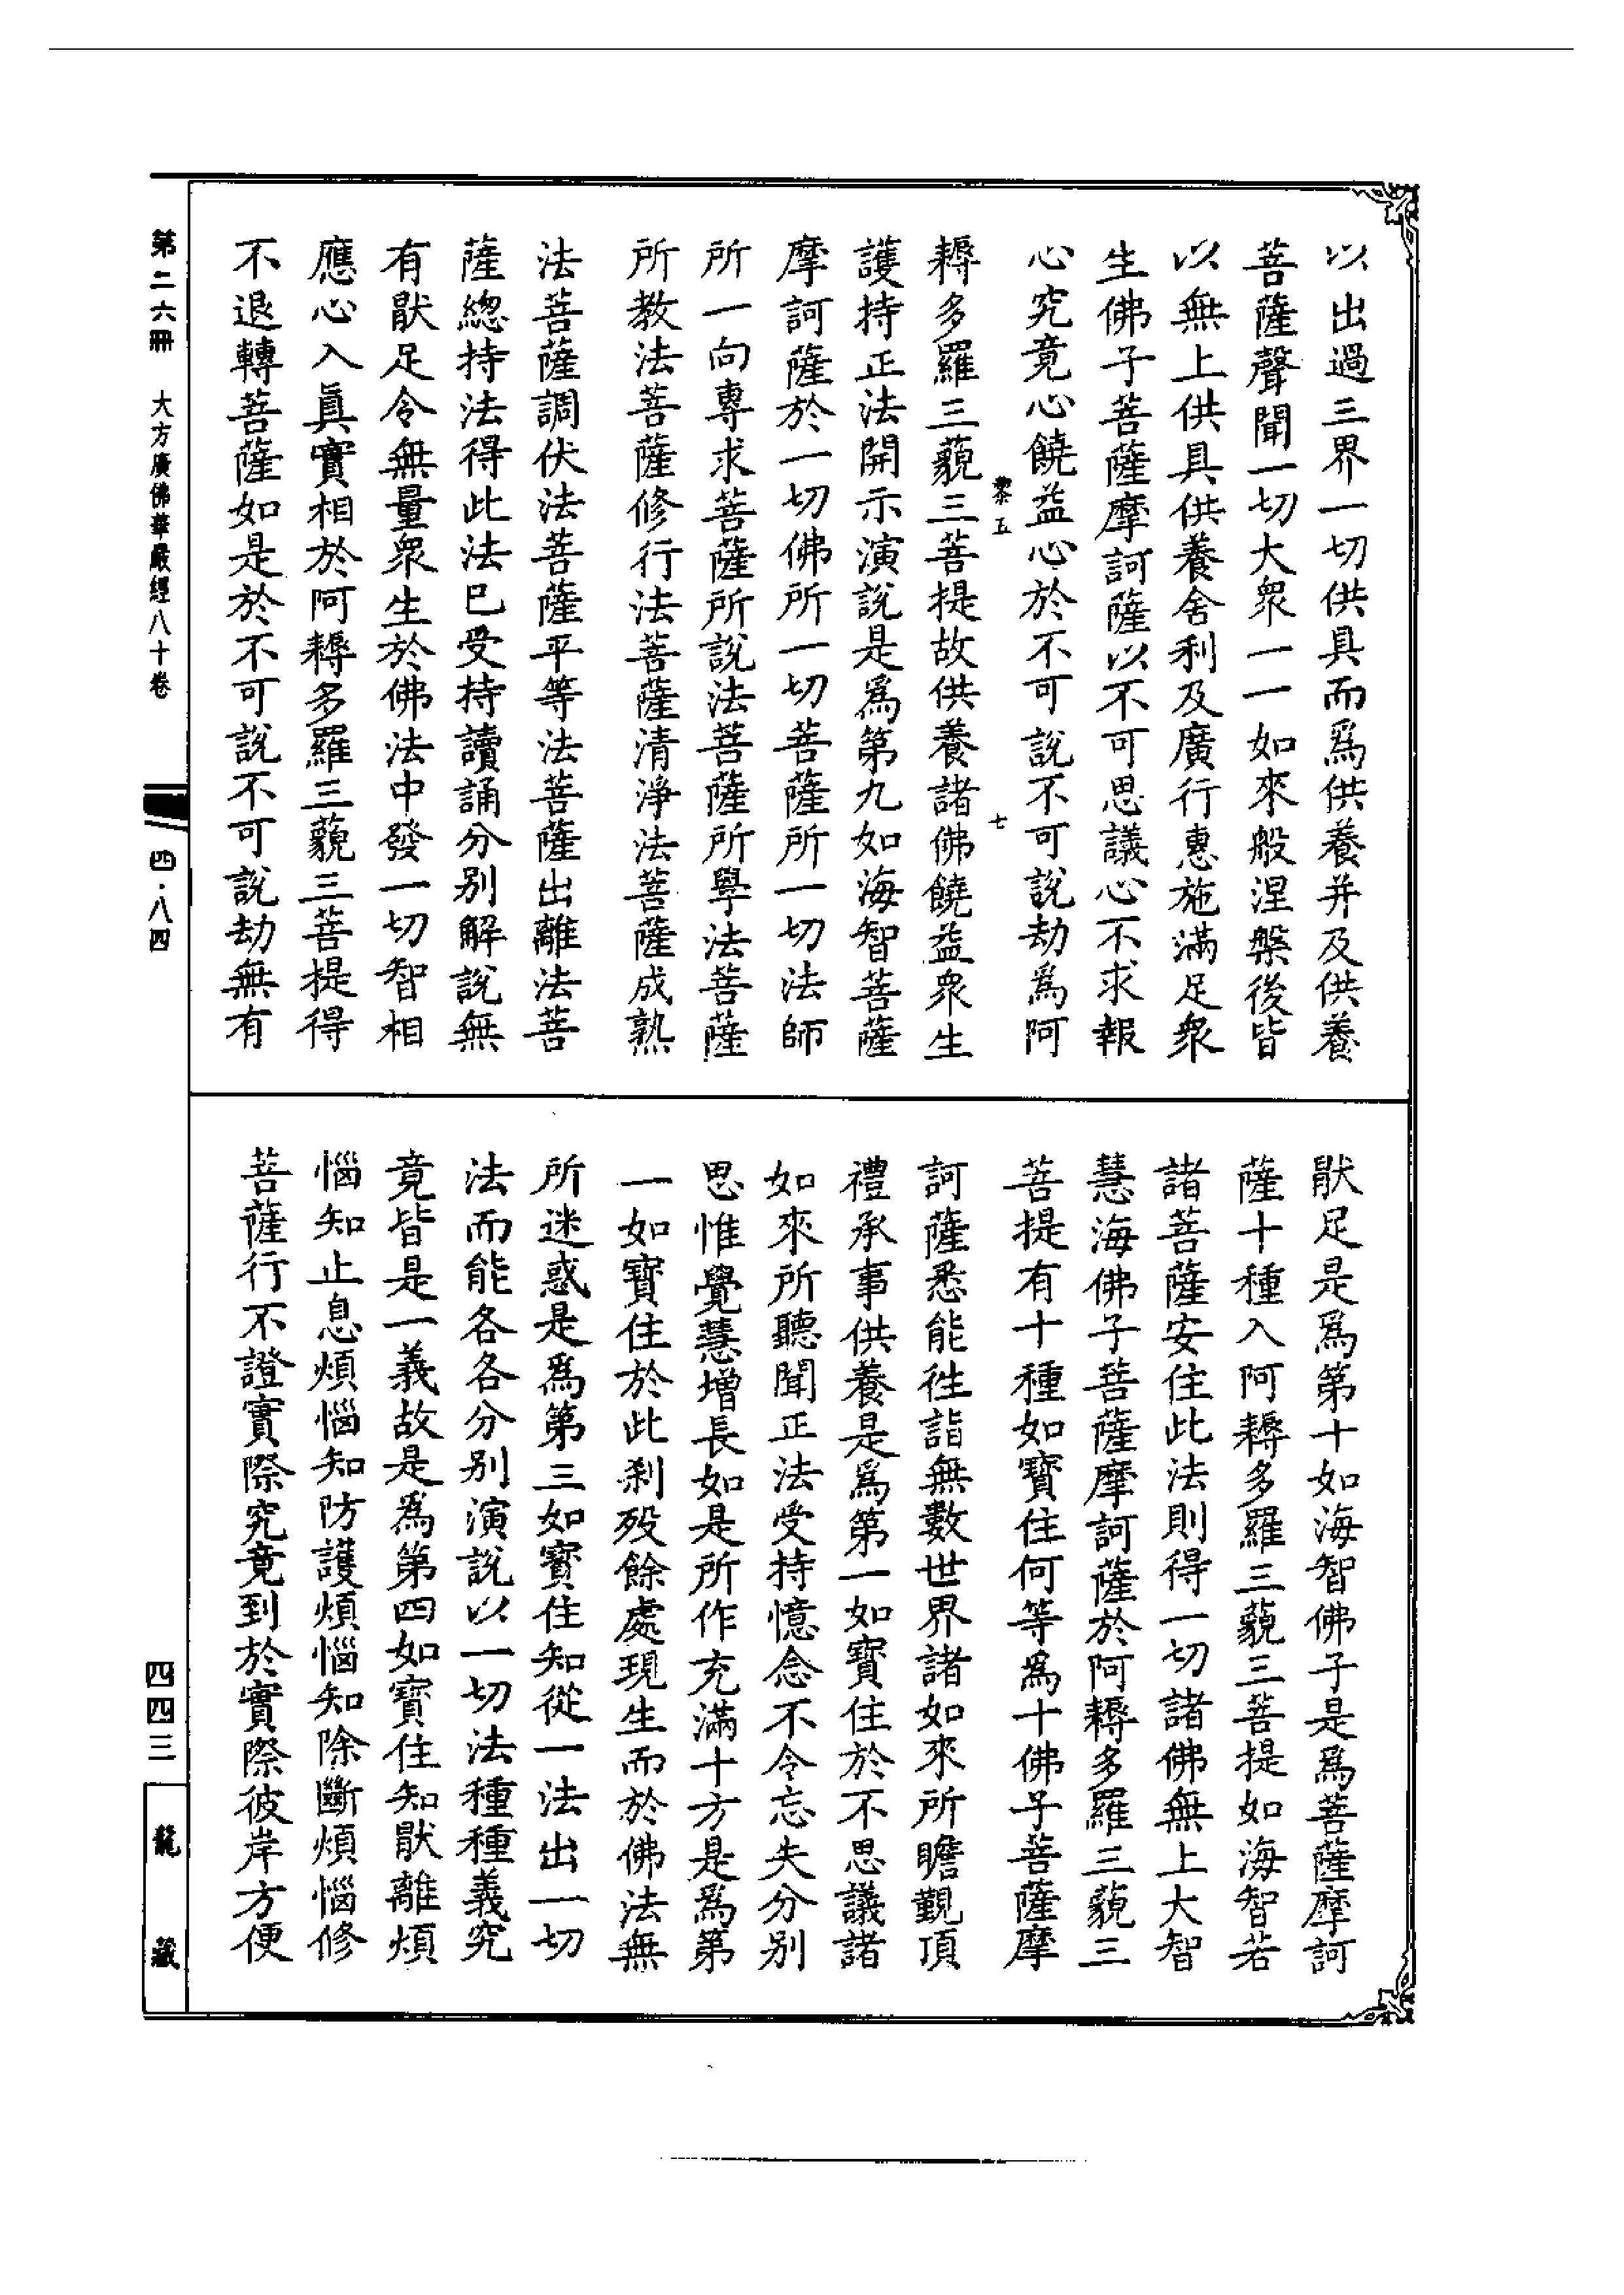 以出過三界一切供具而爲供養并及供養
菩薩聲聞一切大衆一一如來般涅槃後皆
以無上供具供養舍利及廣行惠施滿足衆
生佛子菩薩摩訶薩以不可思議心不求報
心究竟心饒益心於不可說不可說劫爲阿
黎五 七
耨多羅三藐三菩提故供養諸佛饒益衆生
護持正法開示演說是爲第九如海智菩薩
摩訶薩於一切佛所一切菩薩所一切法師
所一向專求菩薩所說法菩薩所學法菩薩
所教法菩薩修行法菩薩清淨法菩薩成熟
法菩薩調伏法菩薩平等法菩薩出離法菩
薩總持法得此法已受持讀誦分別解說無
有猒足令無量衆生於佛法中發一切智相
應心入眞實相於阿耨多羅三藐三菩提得
不退轉菩薩如是於不可說不可說劫無有
猒足是爲第十如海智佛子是爲菩薩摩訶
薩十種入阿耨多羅三藐三菩提如海智若
諸菩薩安住此法則得一切諸佛無上大智
慧海佛子菩薩摩訶薩於阿耨多羅三藐三
菩提有十種如寶住何等爲十佛子菩薩摩
訶薩悉能徃詣無數世界諸如來所瞻覲頂
禮承事供養是爲第一如寶住於不思議諸
如來所聽聞正法受持憶念不令忘失分別
思惟覺慧增長如是所作充滿十方是爲第
一如寶住於此刹歿餘處現生而於佛法無
所迷惑是爲第三如寶住知從一法出一切
法而能各各分別演說以一切法種種義究
竟皆是一義故是爲第四如寶住知猒離煩
惱知止息煩惱知防護煩惱知除斷煩惱修
菩薩行不證實際究竟到於實際彼岸方便
第二六冊 大方廣佛華嚴經八十卷 四·八四
四四三 龍藏